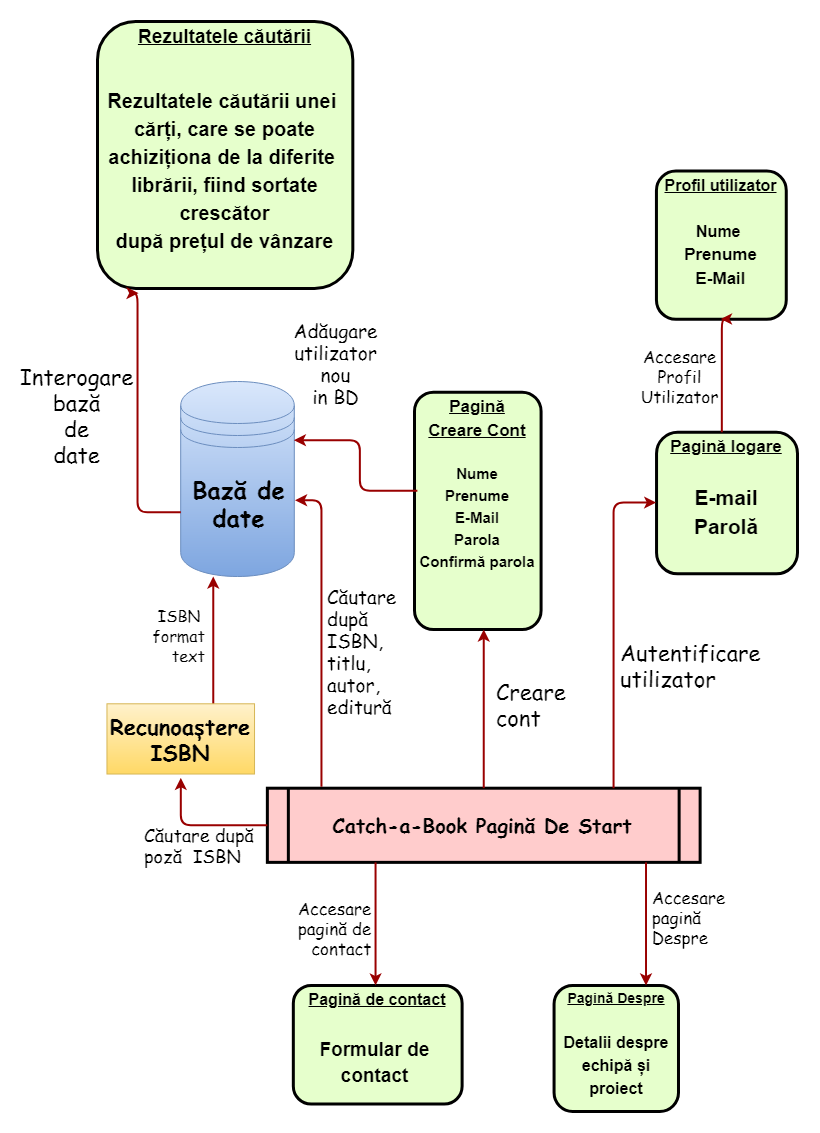 Rezultatele căutării
Rezultatele căutării unei
cărți, care se poate
achiziționa de la diferite
librării, fiind sortate
crescător
după prețul de vânzare
Profil utilizator
Nume
Prenume
E-Mail
Adăugare
utilizator
nou
in BD
Accesare
Profil
Utilizator
Interogare
bază
de
date
Pagină
Creare Cont
Nume
Prenume
E-Mail
Parola
Confirmă parola
Pagină logare
E-mail
Parolă
Bază de
date
ISBN
format
text
Căutare
după
ISBN,
titlu,
autor,
editură
Creare
cont
Autentificare
utilizator
Recunoaștere
ISBN
Căutare după
poză ISBN
Catch-a-Book Pagină De Start
Accesare
pagină de
contact
Accesare
pagină
Despre
Pagină de contact
Formular de
contact
Pagină Despre
Detalii despre
echipă și
proiect